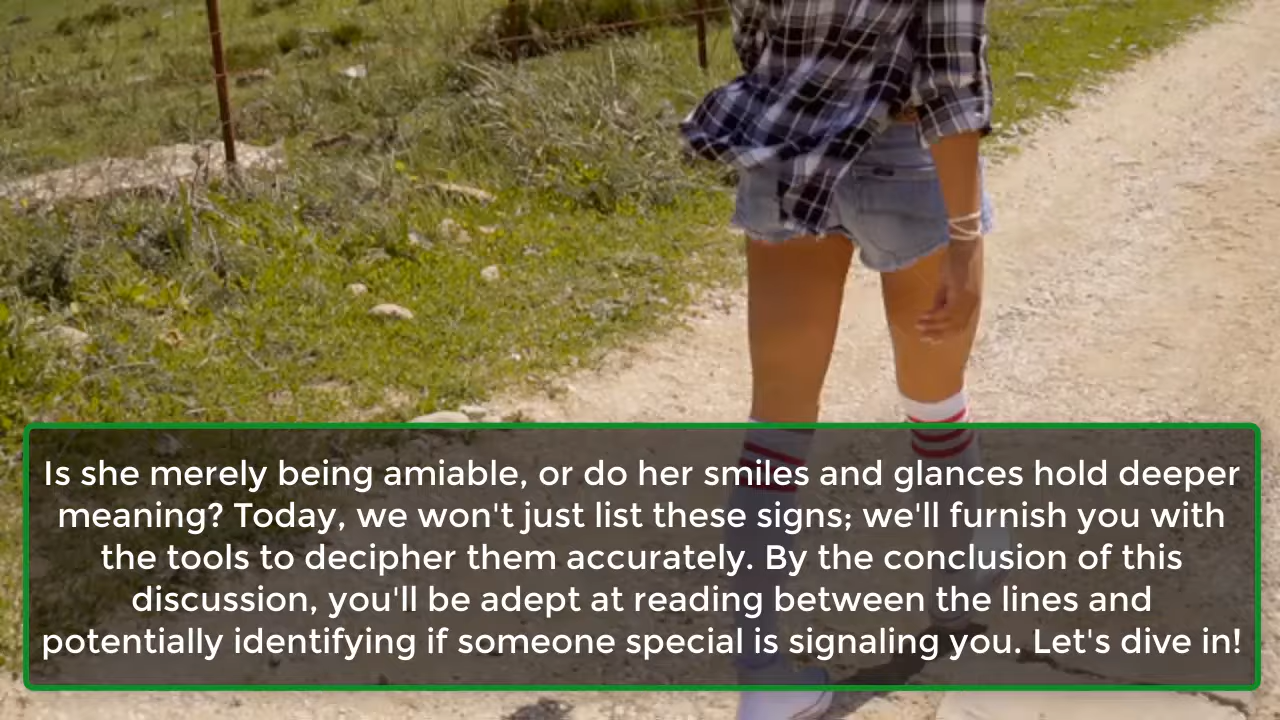 Is she merely being amiable, or do her smiles and glances hold deeper
meaning? Today, we won't just list these signs; we'll furnish you with
the tools to decipher them accurately. By the conclusion of this
discussion, you'll be adept at reading between the lines and
potentially identifying if someone special is signaling you. Let's dive in!